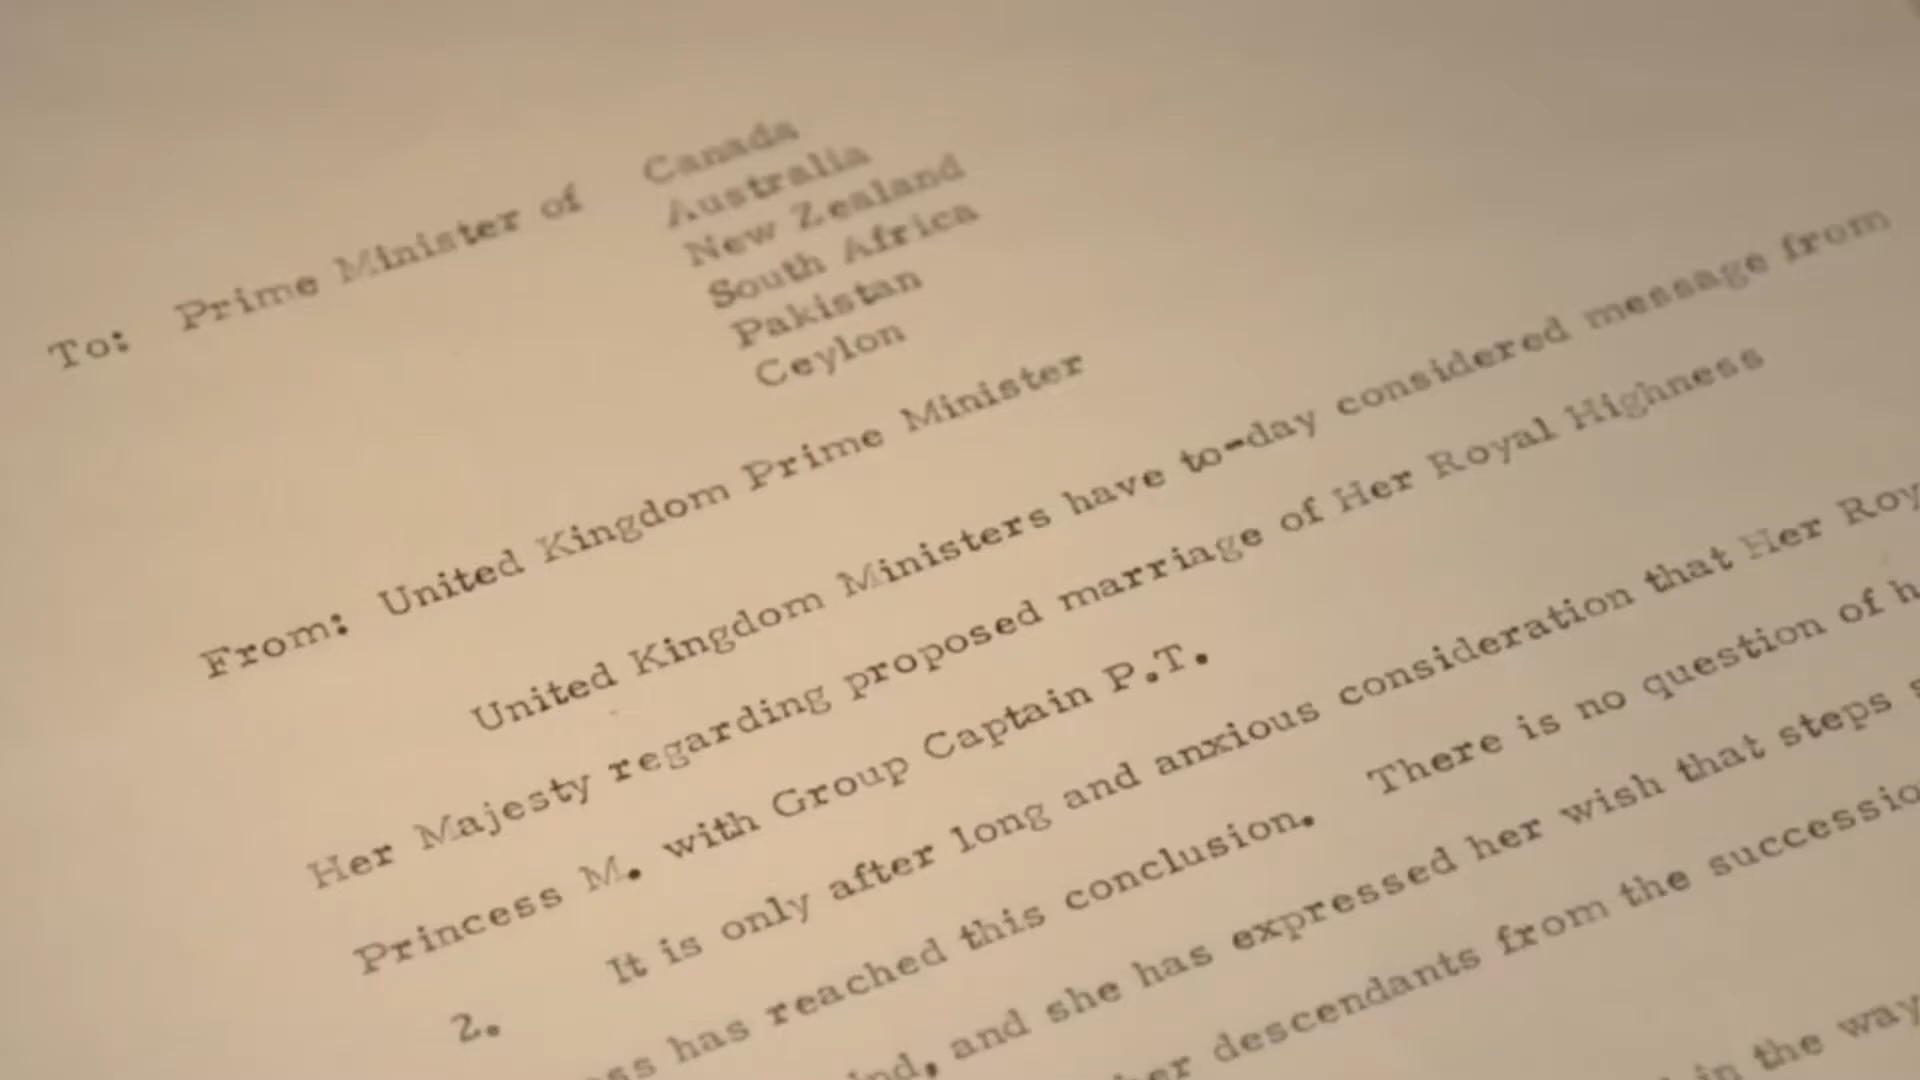 To: Prime Minister of Canada
Australia
New Zealand
South Africa
Pakistan
Ceylon
From: United Kingdom Prime Minister
United Kingdom Ministers have to-day considered message from
Her Majesty regarding proposed marriage of Her Royal Highness
Princess M. with Group Captain P.T.
2. It is only after long and anxious consideration that Her Roy
ss has reached this conclusion. There is no question of h
nd, and she has expressed her wish that steps s
her descendants from the successio
in the way